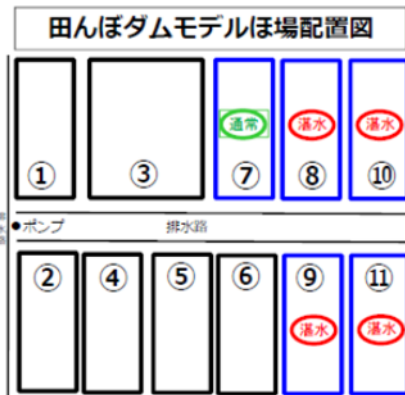 田んぼダムモデルほ場配置図
通常 湛水 湛水
① ③ ⑦ ⑧ ⑩
●ポンプ 排水路
② ④ ⑤ ⑥ ⑨ ⑪
湛水 湛水